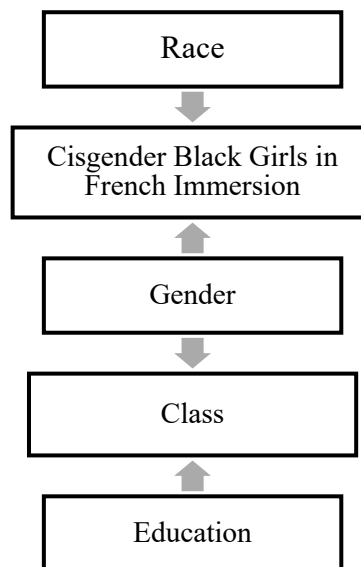 Race
Cisgender Black Girls in
French Immersion
Gender
Class
Education